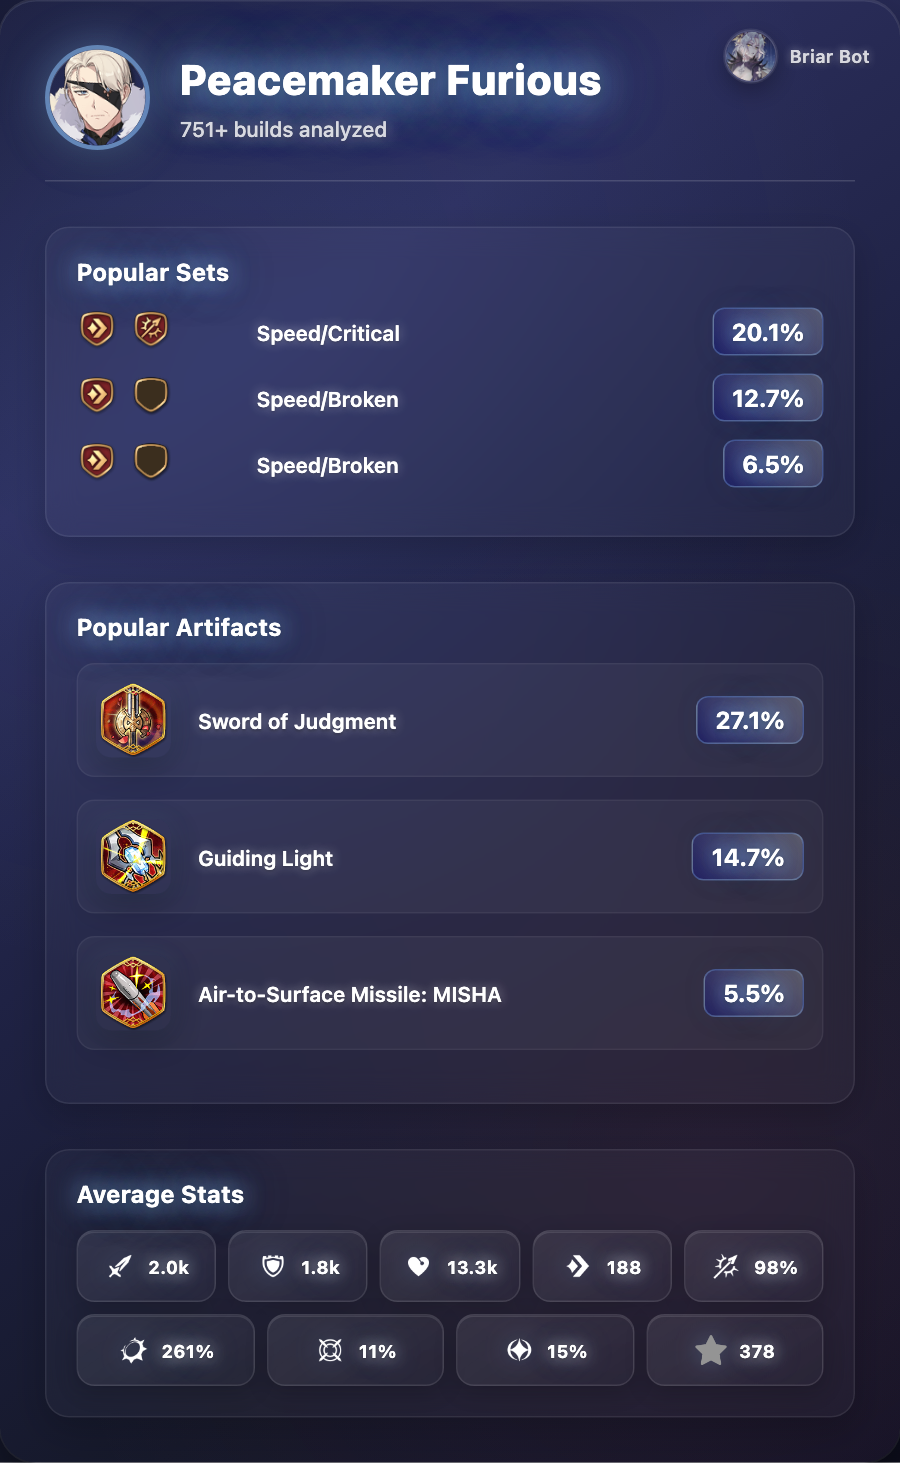 Peacemaker Furious
751+ builds analyzed
Briar Bot
Popular Sets
Speed/Critical
20.1%
Speed/Broken
12.7%
Speed/Broken
6.5%
Popular Artifacts
Sword of Judgment
27.1%
Guiding Light
14.7%
Air-to-Surface Missile: MISHA
5.5%
Average Stats
2.0k
1.8k
13.3k
188
98%
261%
11%
15%
378